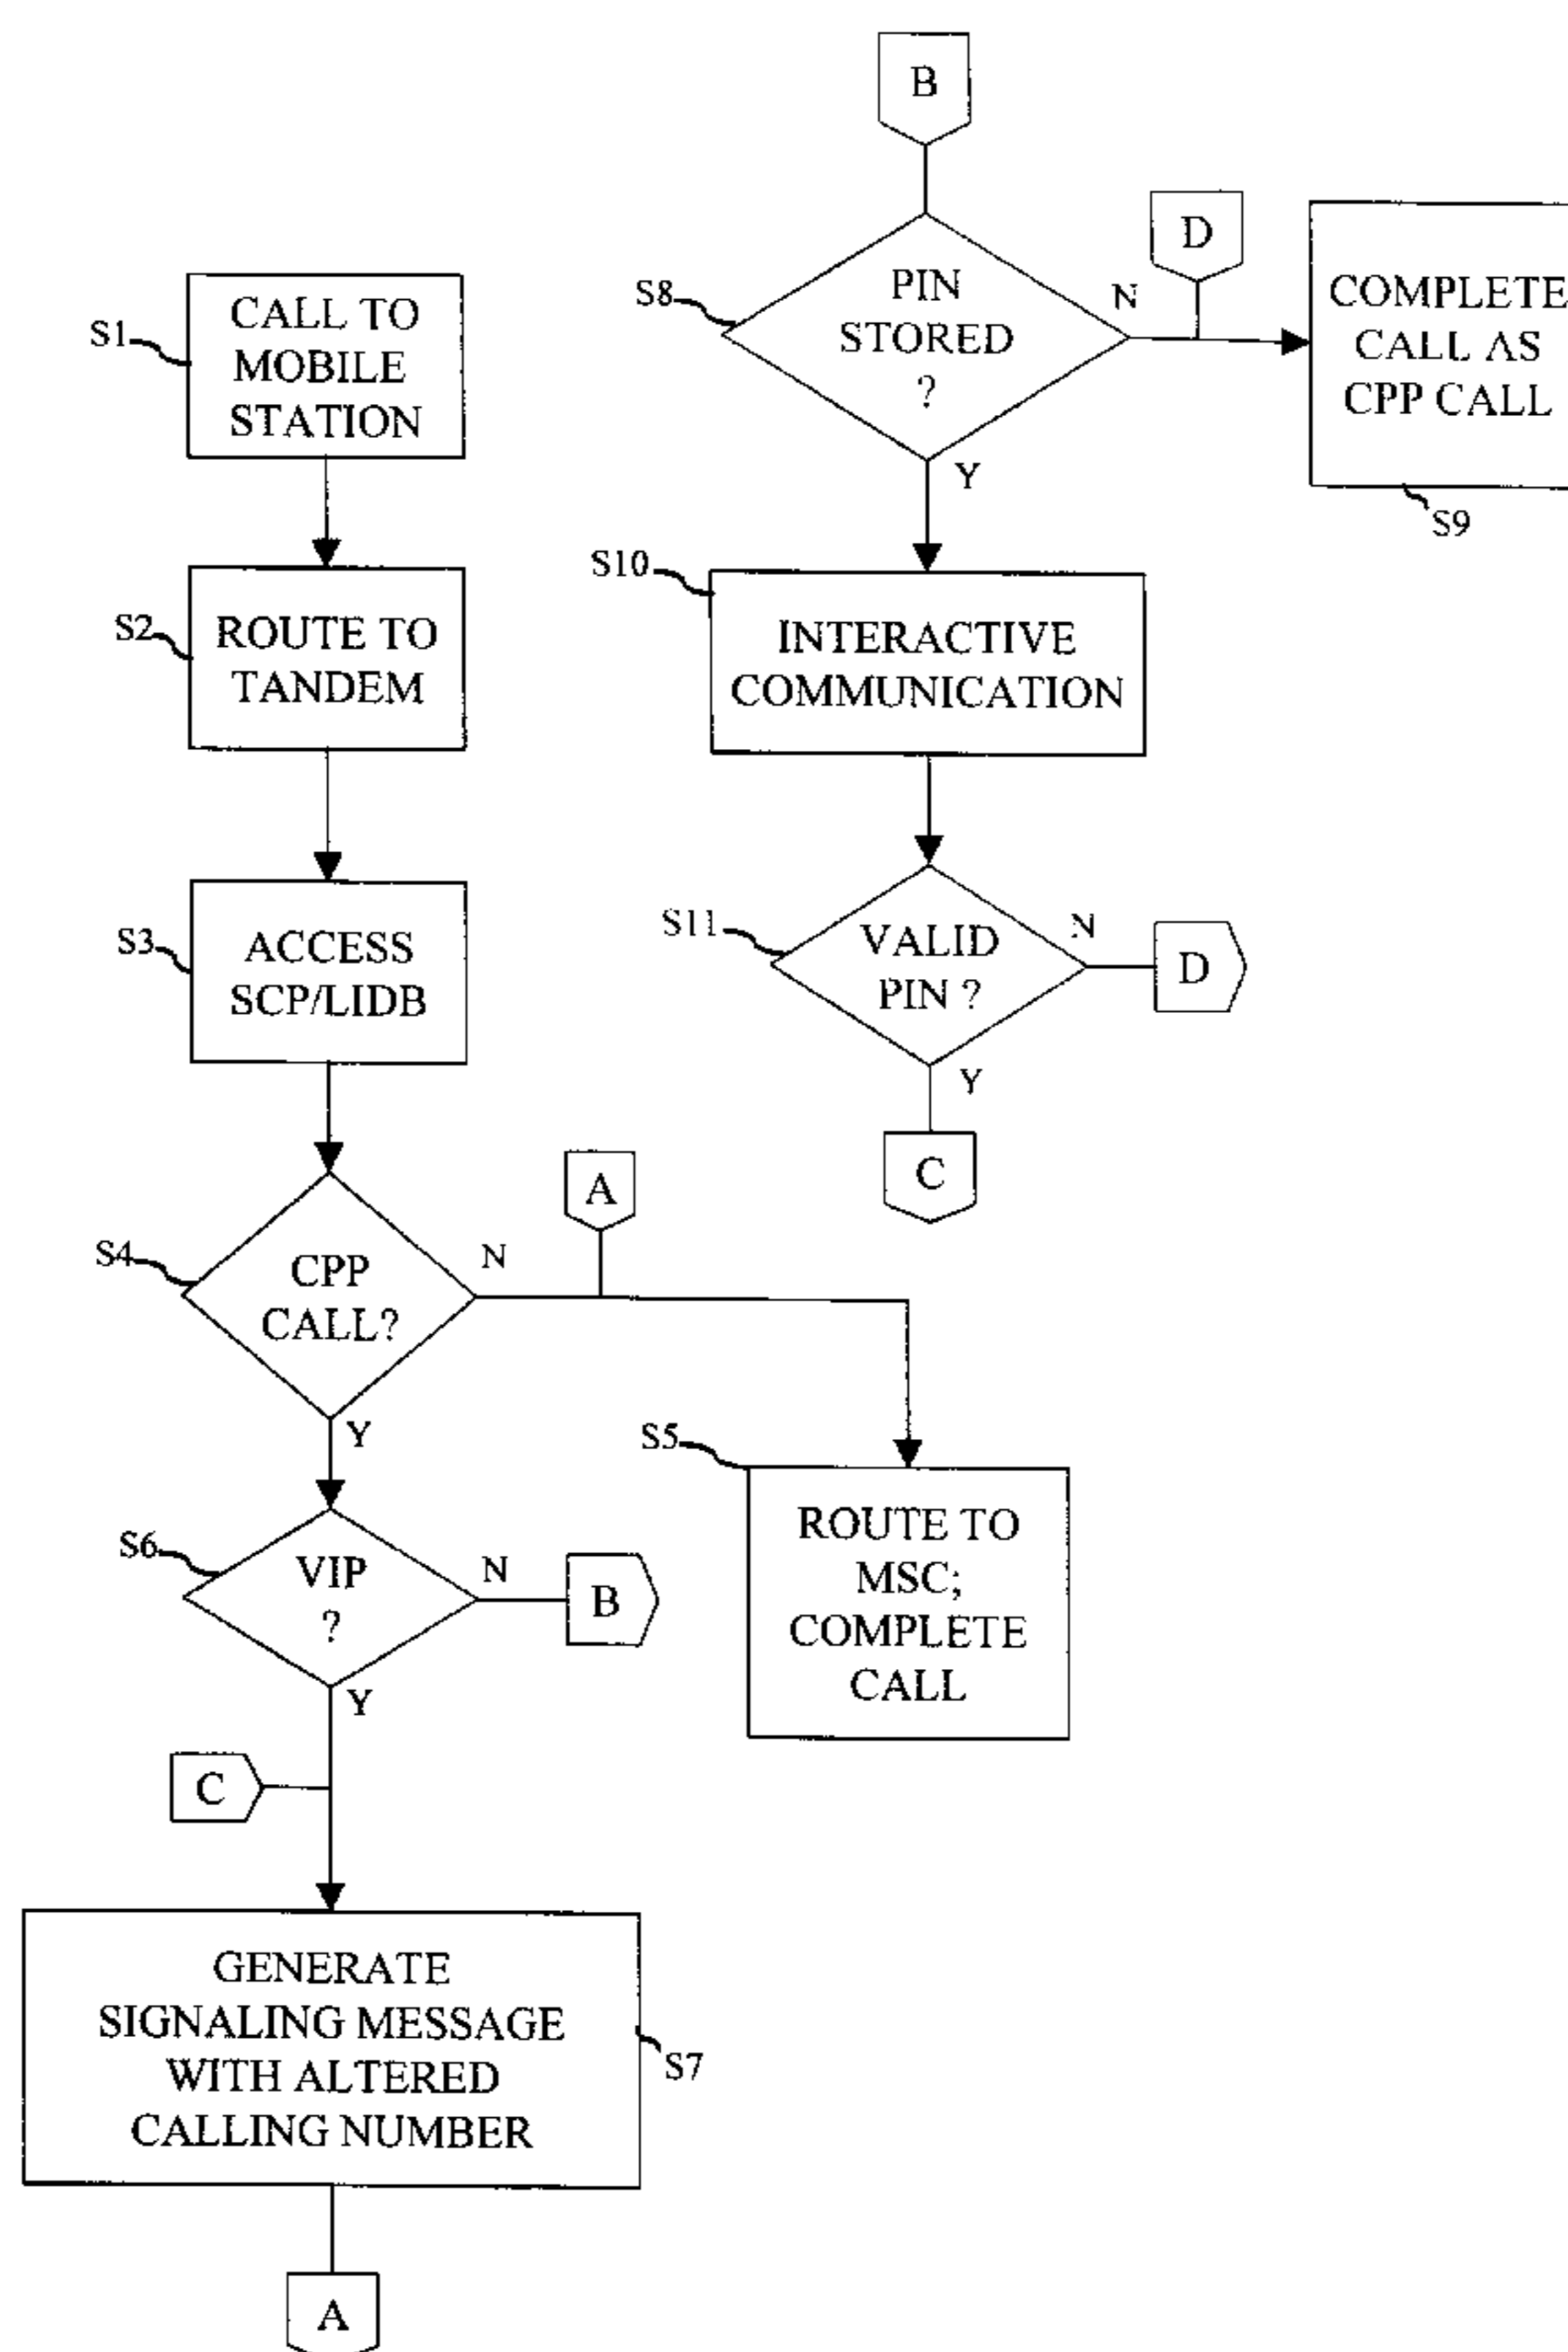 S1
CALL TO
MOBILE
STATION
S2
ROUTE TO
TANDEM
S3
ACCESS
SCP/LIDB
S4
CPP
CALL?
N
Y
A
S5
ROUTE TO
MSC;
COMPLETE
CALL
S6
VIP
?
N
B
Y
C
GENERATE
SIGNALING MESSAGE
WITH ALTERED
CALLING NUMBER
S7
A
B
S8
PIN
STORED
?
N
D
COMPLETE
CALL AS
CPP CALL
S9
Y
S10
INTERACTIVE
COMMUNICATION
S11
VALID
PIN ?
N
D
Y
C